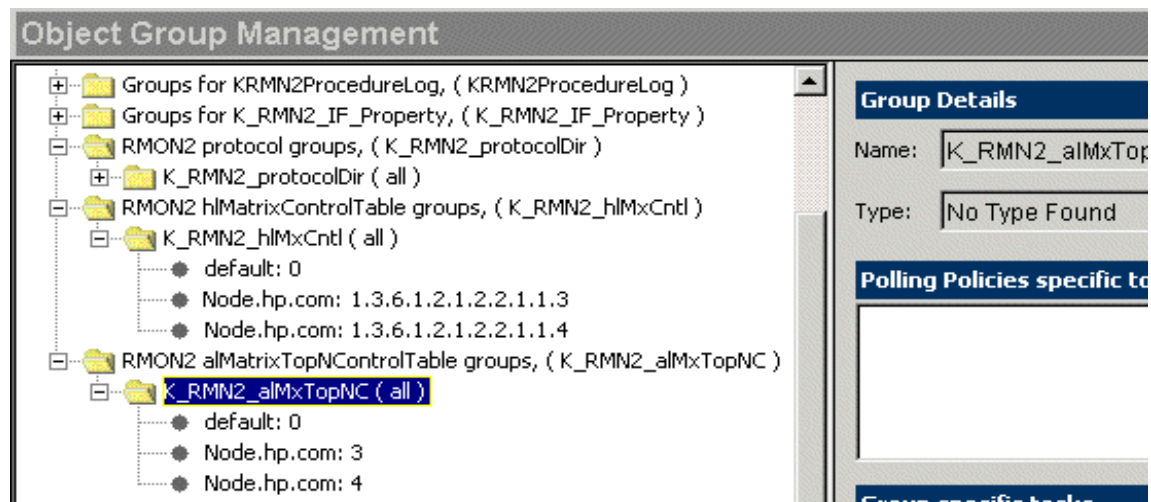 Object Group Management
Groups for KRMN2ProcedureLog, ( KRMN2ProcedureLog )
Groups for K_RMN2_IF_Property, ( K_RMN2_IF_Property )
RMON2 protocol groups, ( K_RMN2_protocolDir )
K_RMN2_protocolDir ( all )
RMON2 hlMatrixControlTable groups, ( K_RMN2_hlMxCntl )
K_RMN2_hlMxCntl ( all )
default: 0
Node.hp.com: 1.3.6.1.2.1.2.2.1.1.3
Node.hp.com: 1.3.6.1.2.1.2.2.1.1.4
RMON2 alMatrixTopNControlTable groups, ( K_RMN2_alMxTopNC )
K_RMN2_alMxTopNC ( all )
default: 0
Node.hp.com: 3
Node.hp.com: 4
Group Details
Name: K_RMN2_alMxTop
Type: No Type Found
Polling Policies specific to
Group specific tasks